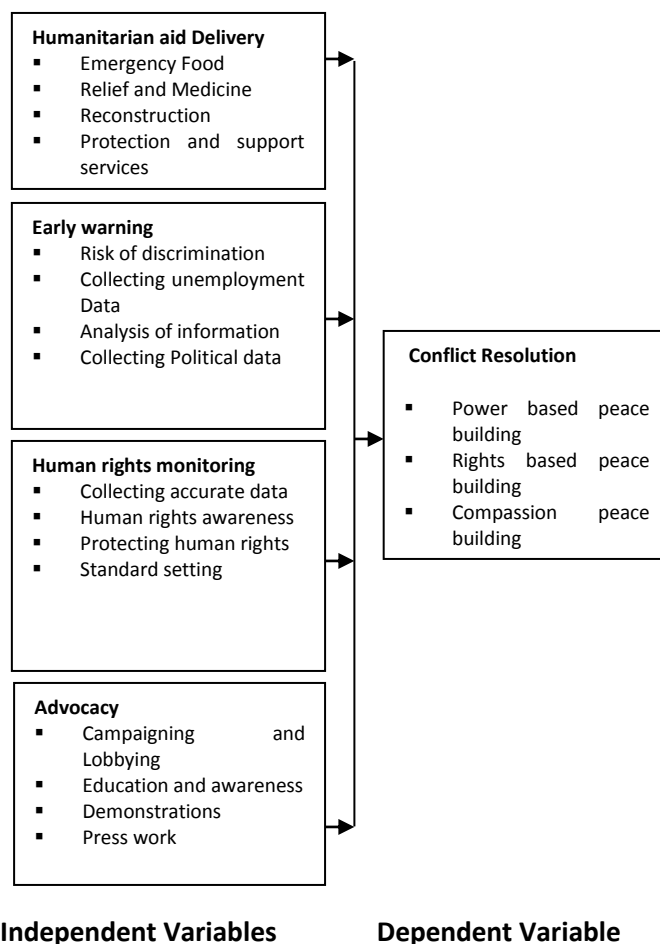 Humanitarian aid Delivery
▪ Emergency Food
▪ Relief and Medicine
▪ Reconstruction
▪ Protection and support
services
Early warning
▪ Risk of discrimination
▪ Collecting unemployment
Data
▪ Analysis of information
▪ Collecting Political data
Human rights monitoring
▪ Collecting accurate data
▪ Human rights awareness
▪ Protecting human rights
▪ Standard setting
Advocacy
▪ Campaigning and
Lobbying
▪ Education and awareness
▪ Demonstrations
▪ Press work
Conflict Resolution
▪ Power based peace
building
▪ Rights based peace
building
▪ Compassion peace
building
Independent Variables
Dependent Variable